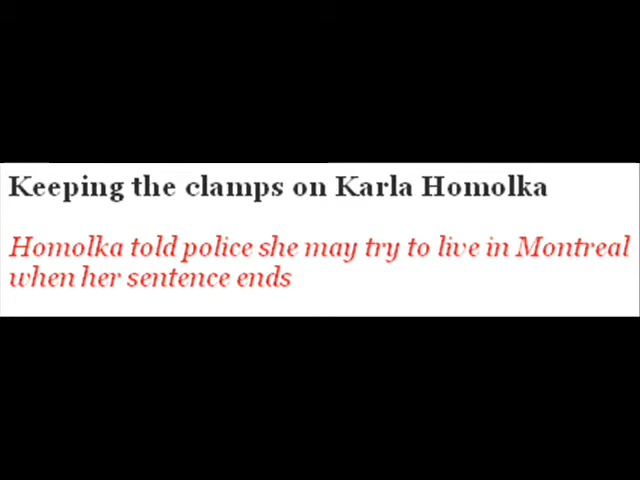 Keeping the clamps on Karla Homolka
Homolka told police she may try to live in Montreal
when her sentence ends